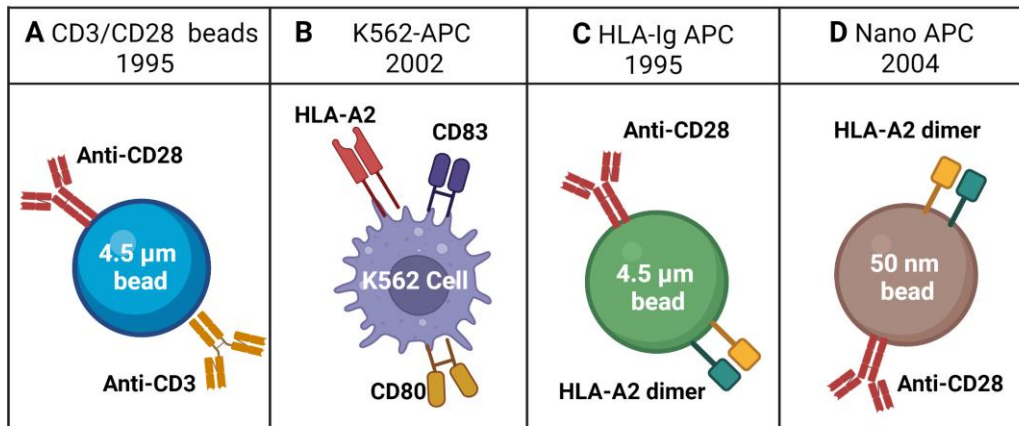 A CD3/CD28 beads
1995
Anti-CD28
4.5 µm
bead
Anti-CD3
B K562-APC
2002
HLA-A2
CD83
K562 Cell
CD80
C HLA-Ig APC
1995
Anti-CD28
4.5 µm
bead
HLA-A2 dimer
D Nano APC
2004
HLA-A2 dimer
50 nm
bead
Anti-CD28